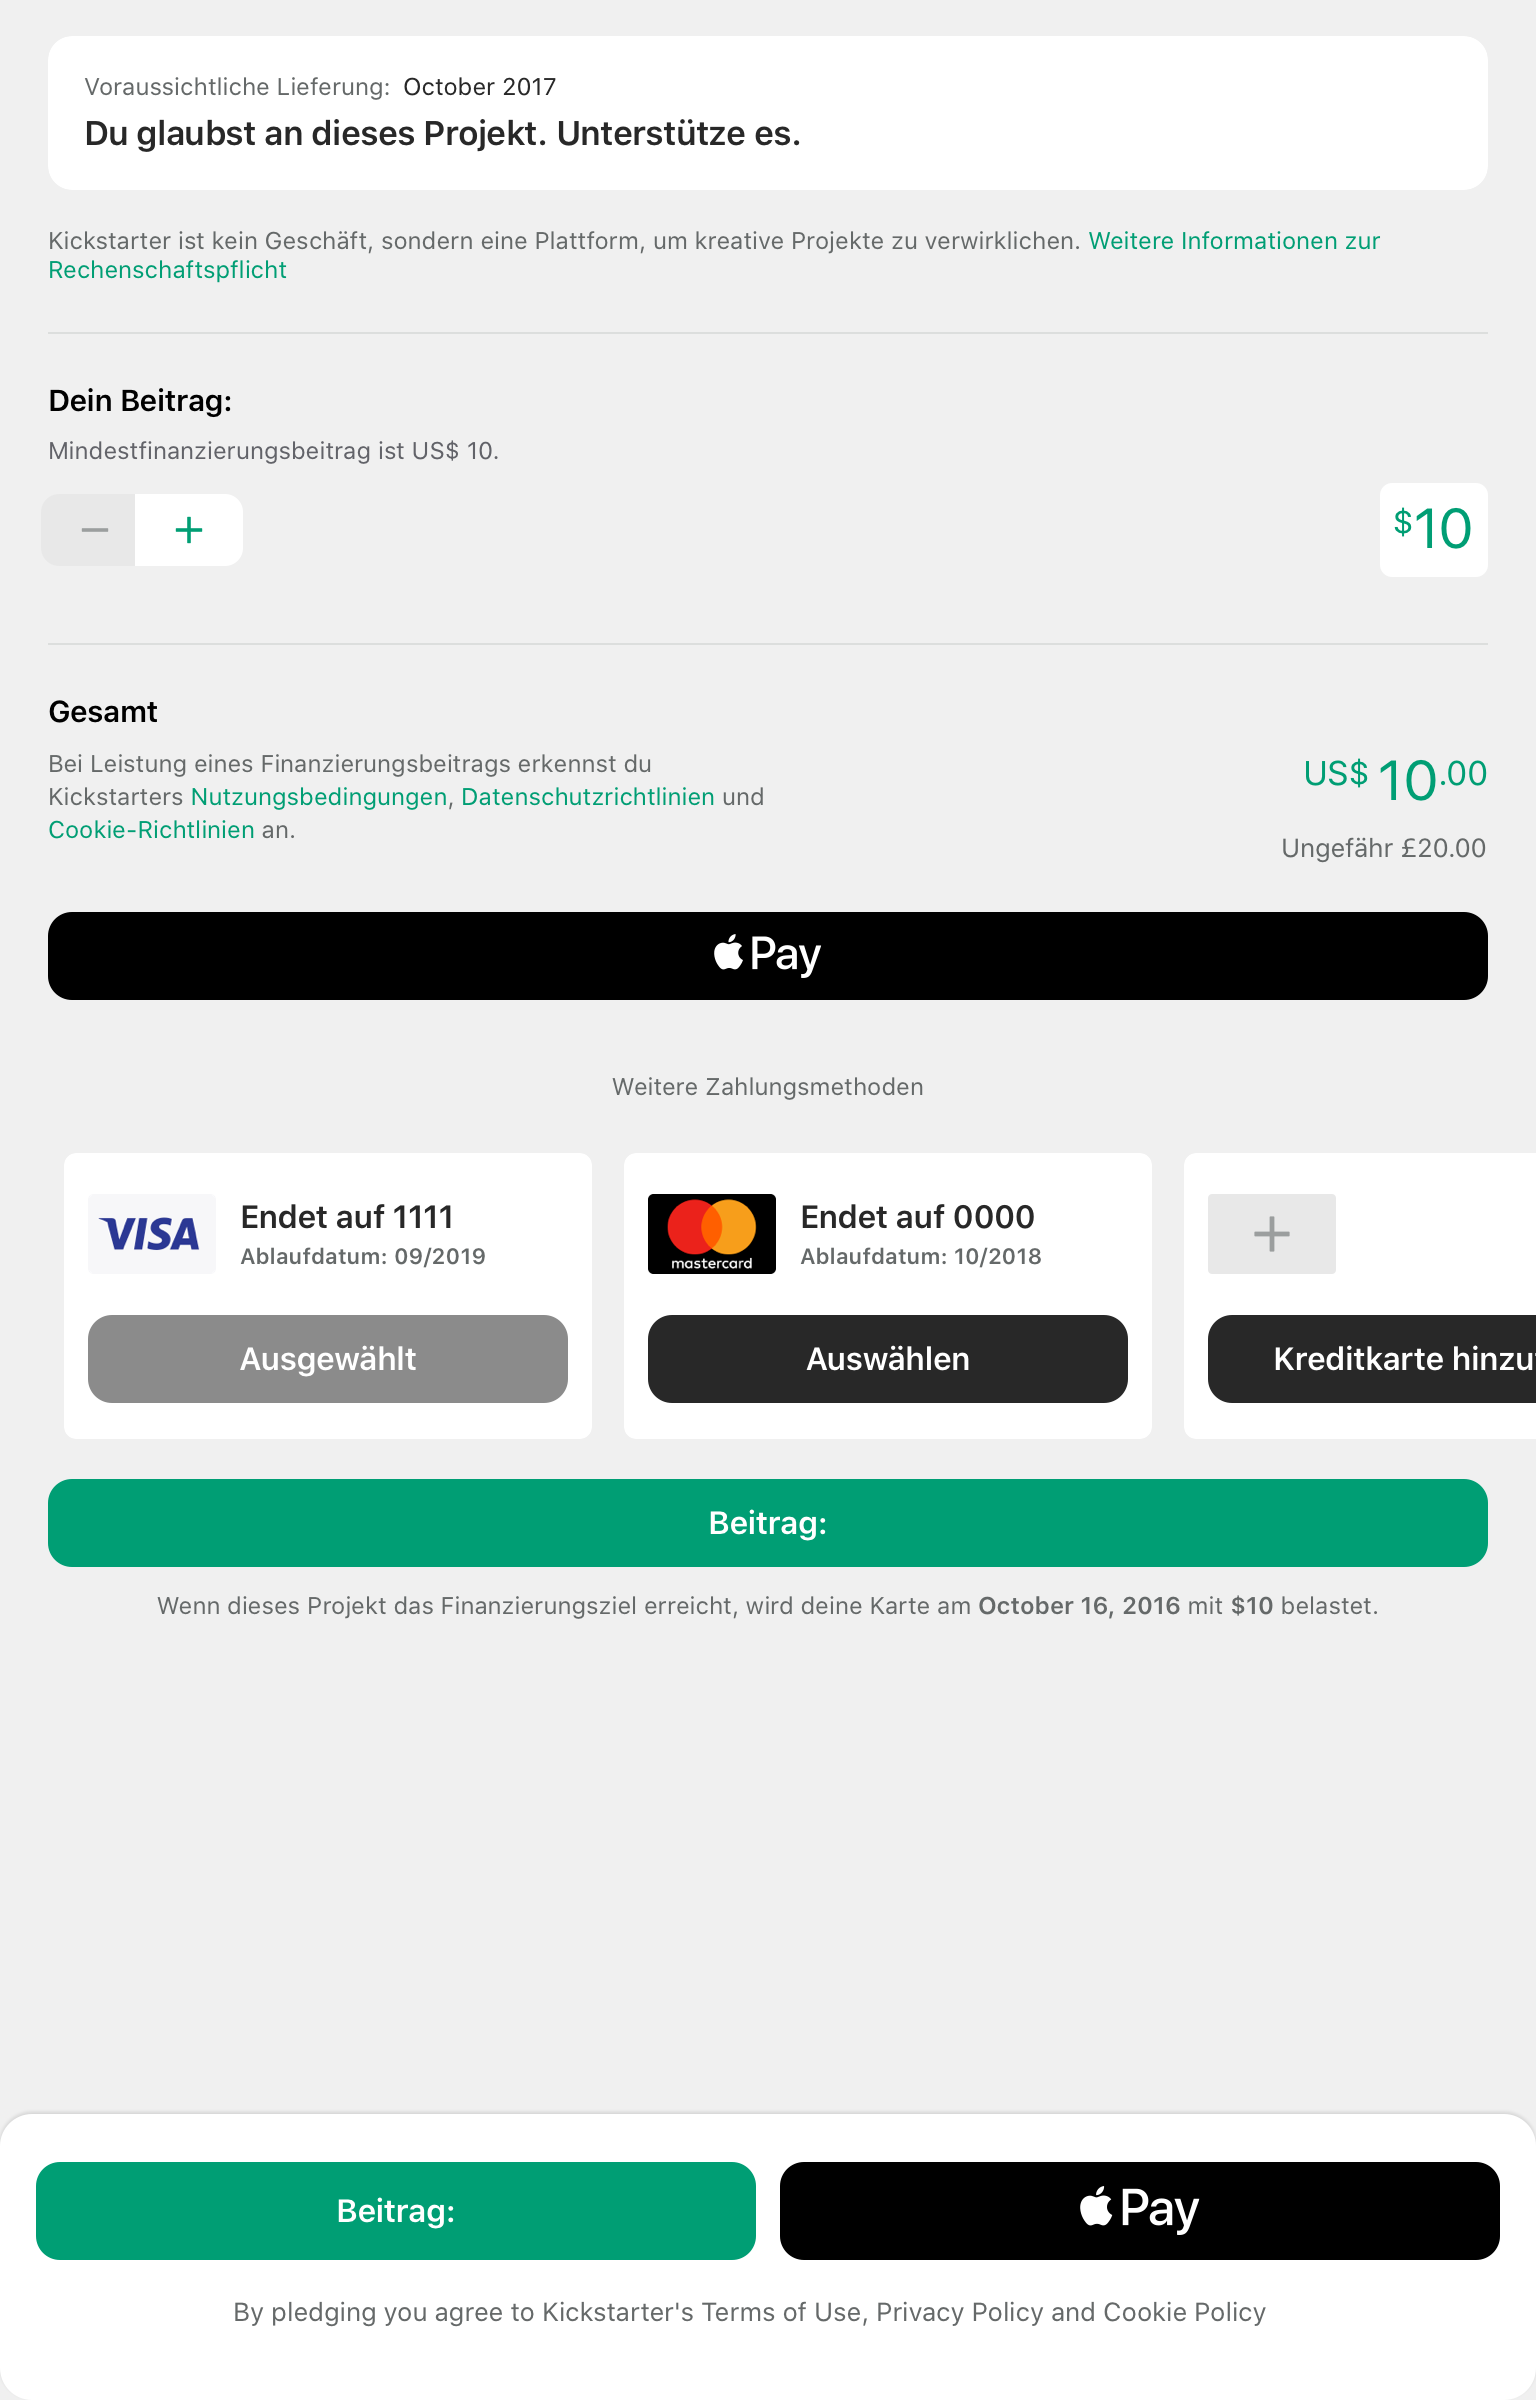 Voraussichtliche Lieferung: October 2017
Du glaubst an dieses Projekt. Unterstütze es.
Kickstarter ist kein Geschäft, sondern eine Plattform, um kreative Projekte zu verwirklichen. Weitere Informationen zur
Rechenschaftspflicht
Dein Beitrag:
Mindestfinanzierungsbeitrag ist US$ 10.
− +
$10
Gesamt
Bei Leistung eines Finanzierungsbeitrags erkennst du
Kickstarters Nutzungsbedingungen, Datenschutzrichtlinien und
Cookie-Richtlinien an.
US$ 10.00
Ungefähr £20.00
Pay
Weitere Zahlungsmethoden
VISA
Endet auf 1111
Ablaufdatum: 09/2019
Ausgewählt
mastercard
Endet auf 0000
Ablaufdatum: 10/2018
Auswählen
+
Kreditkarte hinzu
Beitrag:
Wenn dieses Projekt das Finanzierungsziel erreicht, wird deine Karte am October 16, 2016 mit $10 belastet.
Beitrag:
Pay
By pledging you agree to Kickstarter's Terms of Use, Privacy Policy and Cookie Policy